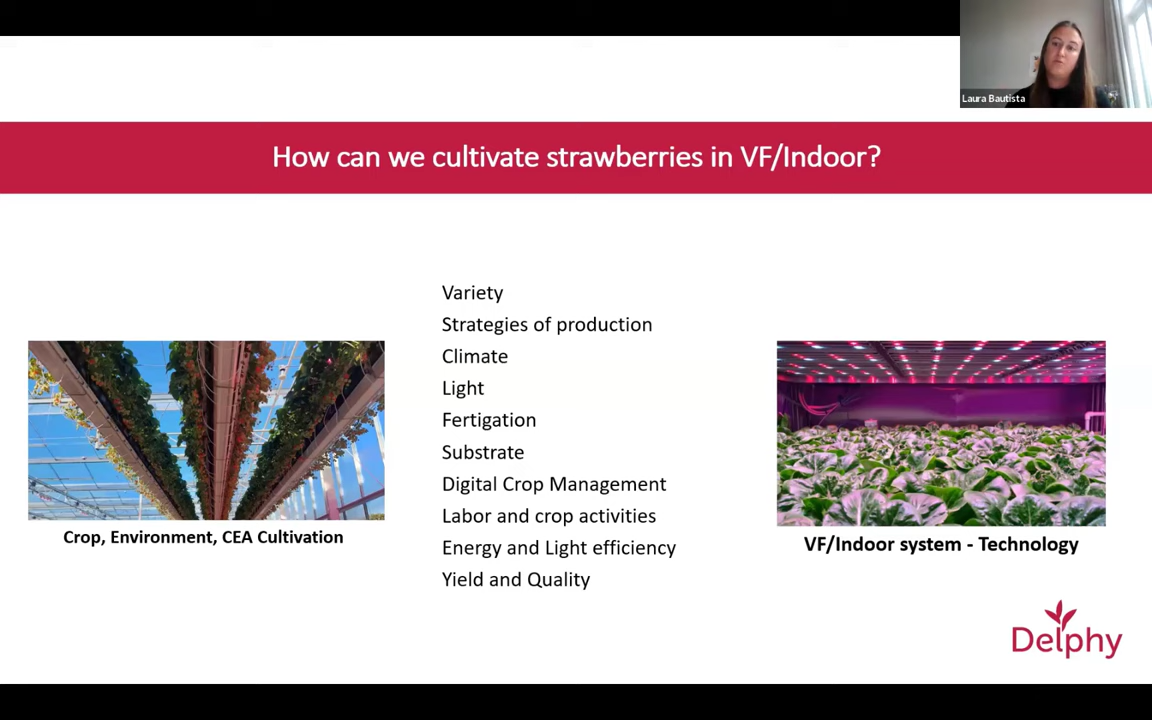 Laura Bautista
How can we cultivate strawberries in VF/Indoor?
Variety
Strategies of production
Climate
Light
Fertigation
Substrate
Digital Crop Management
Labor and crop activities
Energy and Light efficiency
Yield and Quality
Crop, Environment, CEA Cultivation
VF/Indoor system - Technology
Delphy